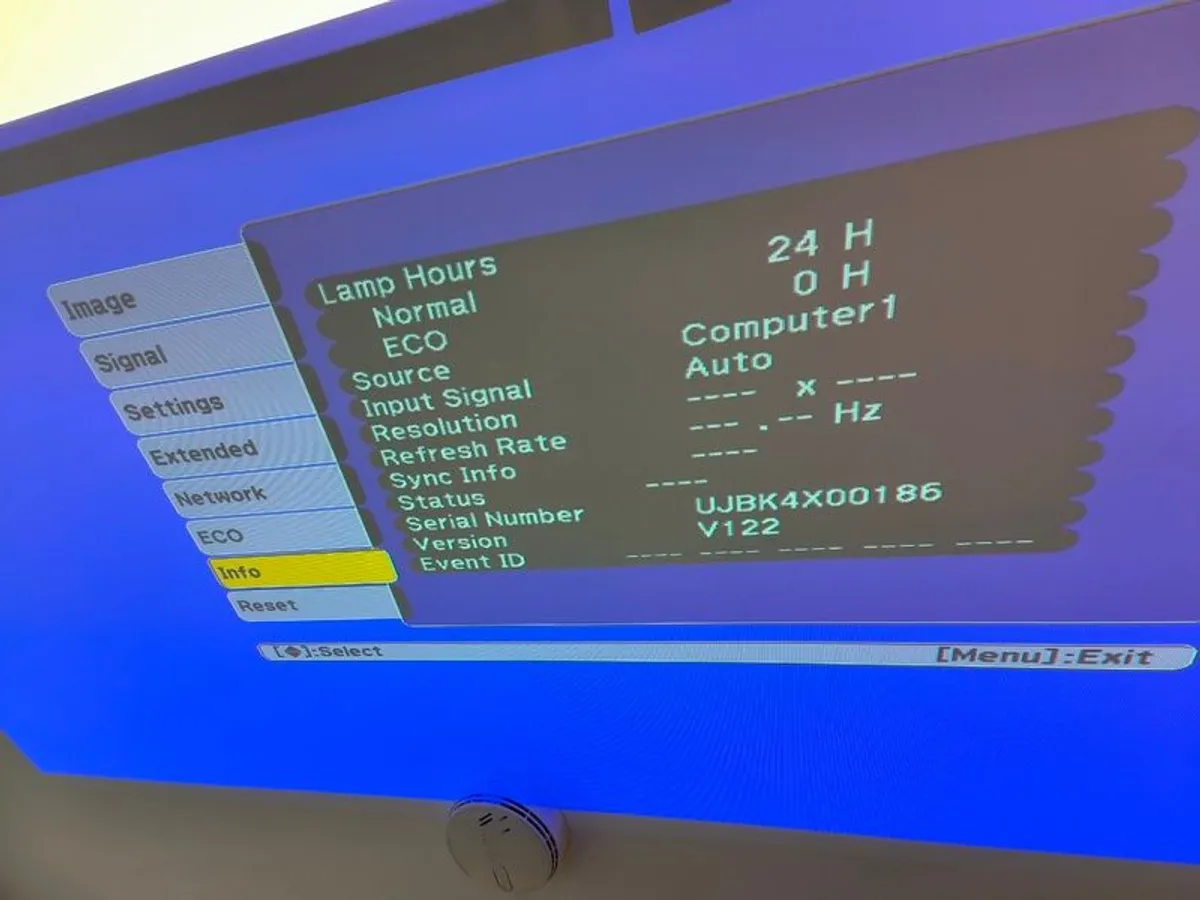 Image
Signal
Settings
Extended
Network
ECO
Info
Reset
Lamp Hours
Normal 24 H
ECO 0 H
Source Computer1
Input Signal Auto
Resolution ---- x ----
Refresh Rate --- .-- Hz
Sync Info ----
Status ----
Serial Number UJBK4X00186
Version V122
Event ID ---- ---- ---- ---- ----
[◆]:Select [Menu]:Exit